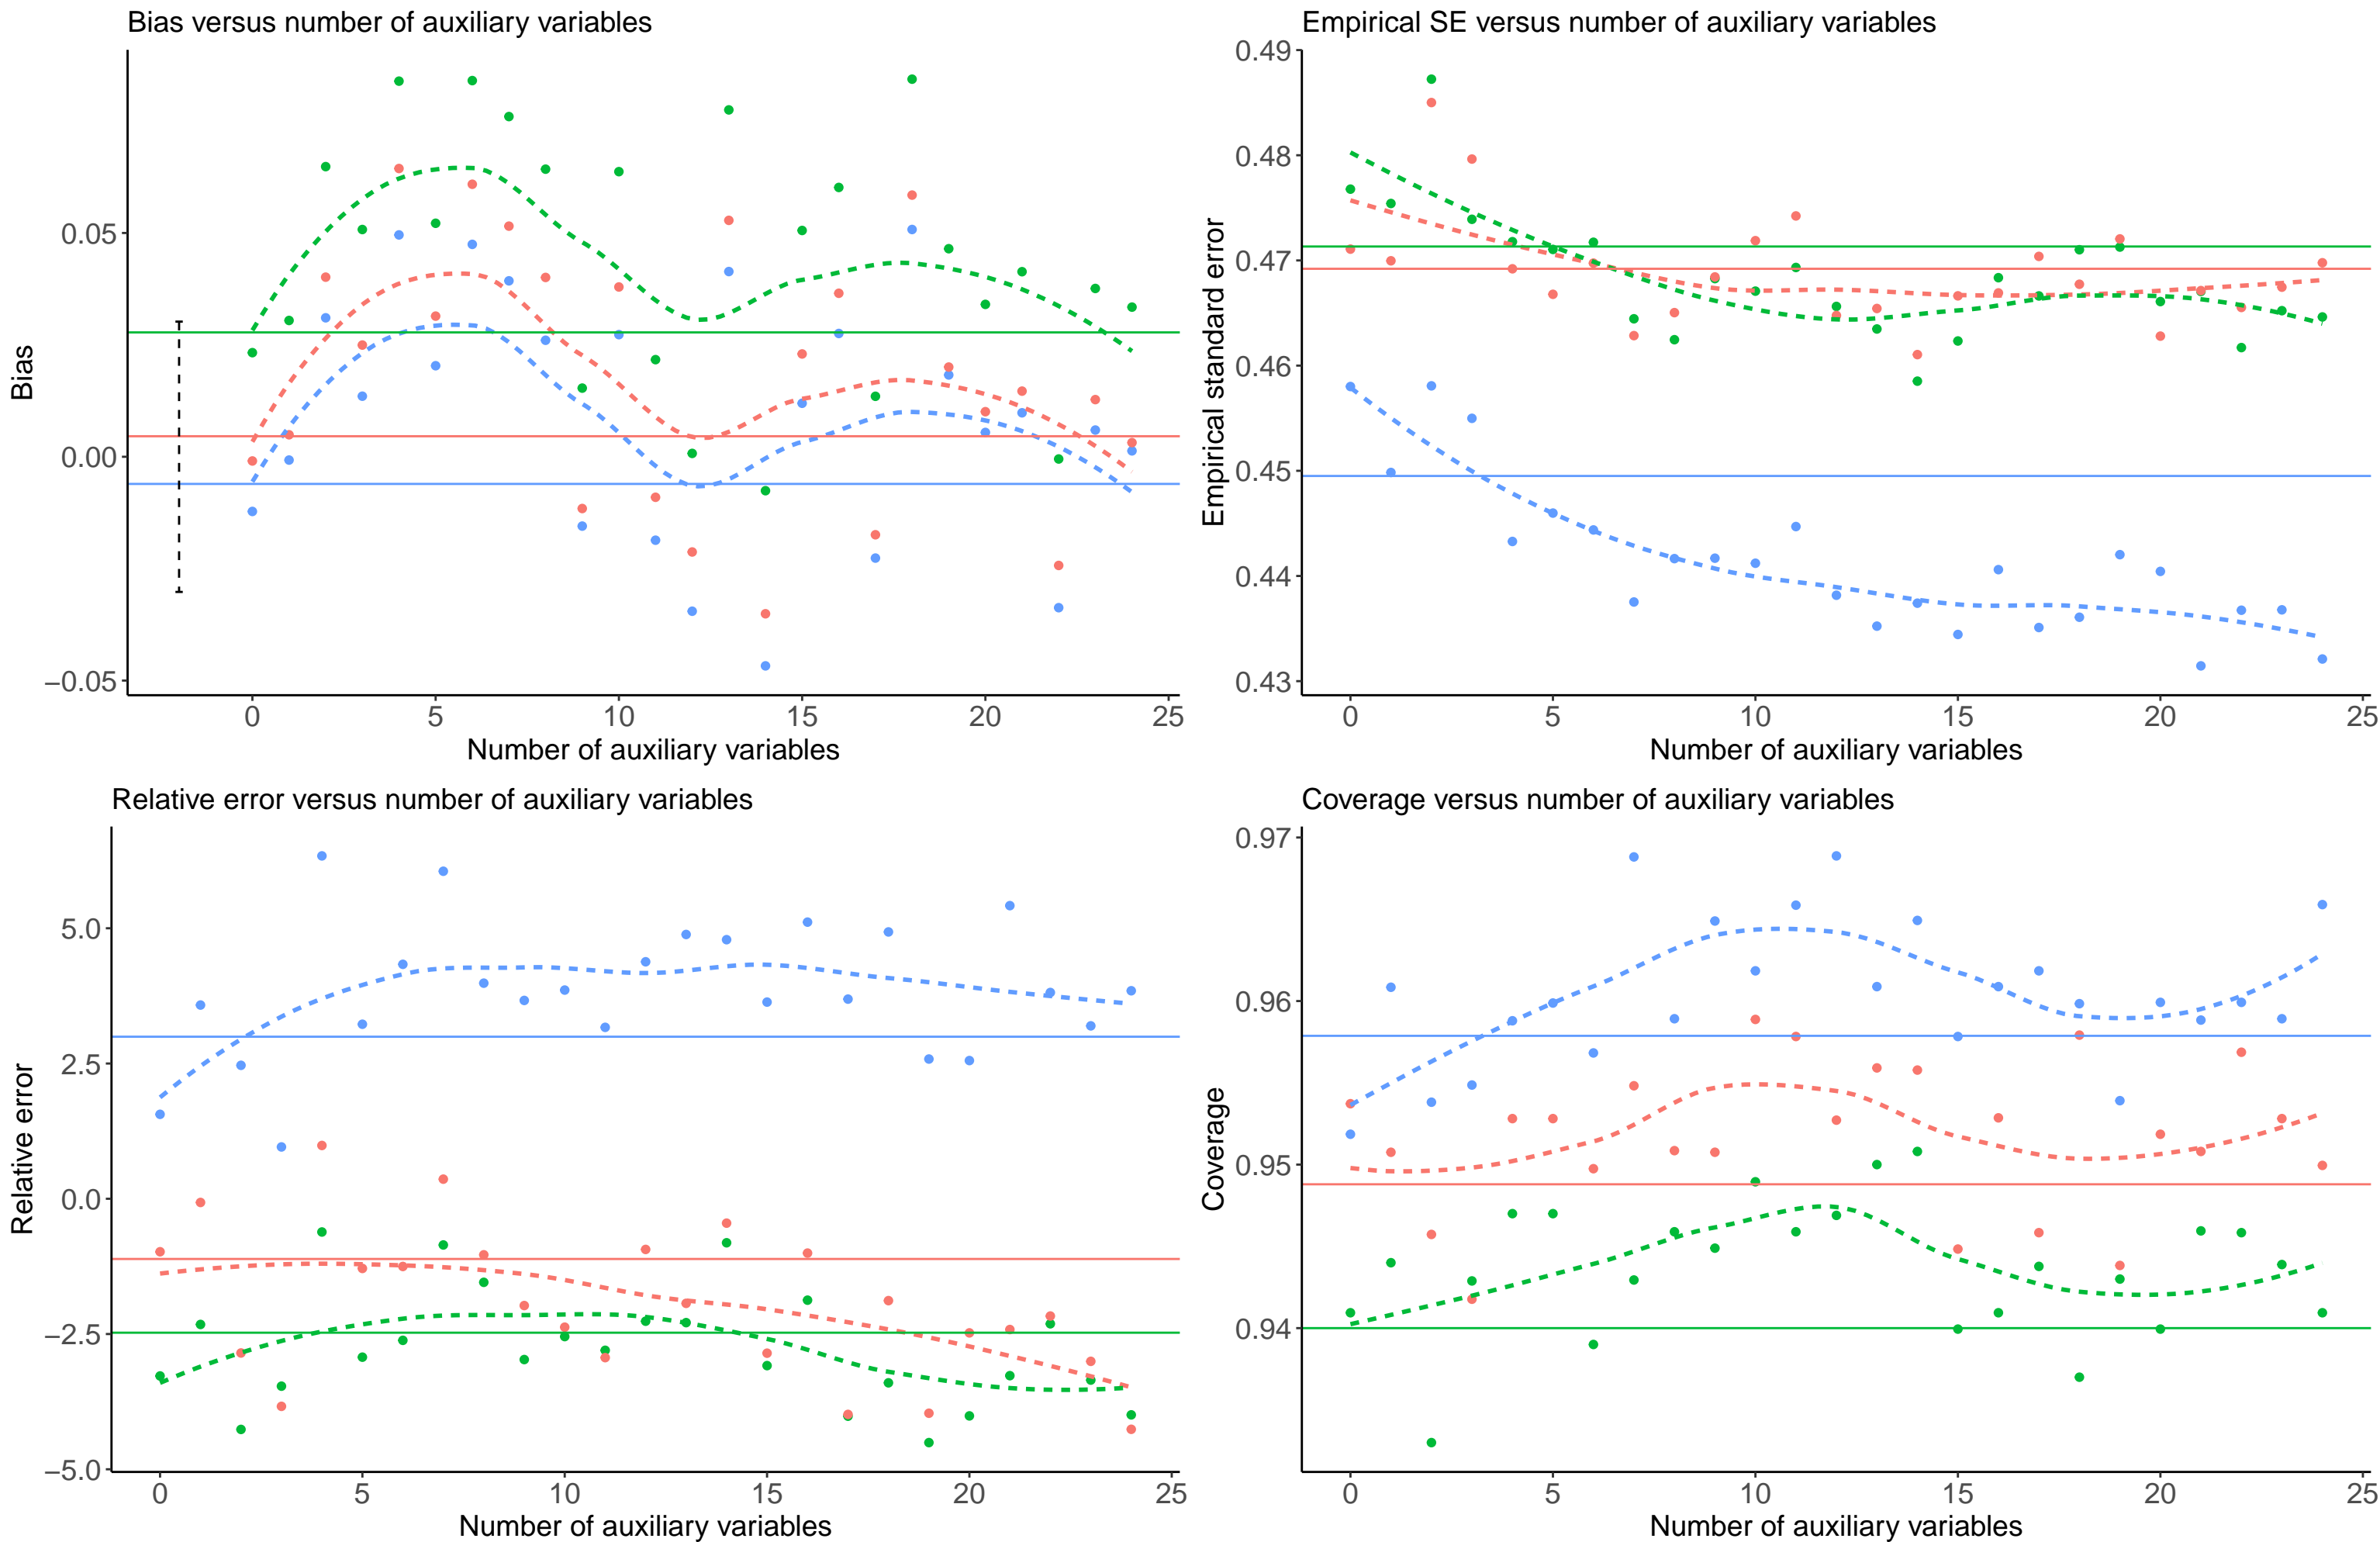 Bias versus number of auxiliary variables
0.05
0.00
−0.05
Bias
0 5 10 15 20 25
Number of auxiliary variables
Empirical SE versus number of auxiliary variables
0.49
0.48
0.47
0.46
0.45
0.44
0.43
Empirical standard error
0 5 10 15 20 25
Number of auxiliary variables
Relative error versus number of auxiliary variables
5.0
2.5
0.0
−2.5
−5.0
Relative error
0 5 10 15 20 25
Number of auxiliary variables
Coverage versus number of auxiliary variables
0.97
0.96
0.95
0.94
Coverage
0 5 10 15 20 25
Number of auxiliary variables